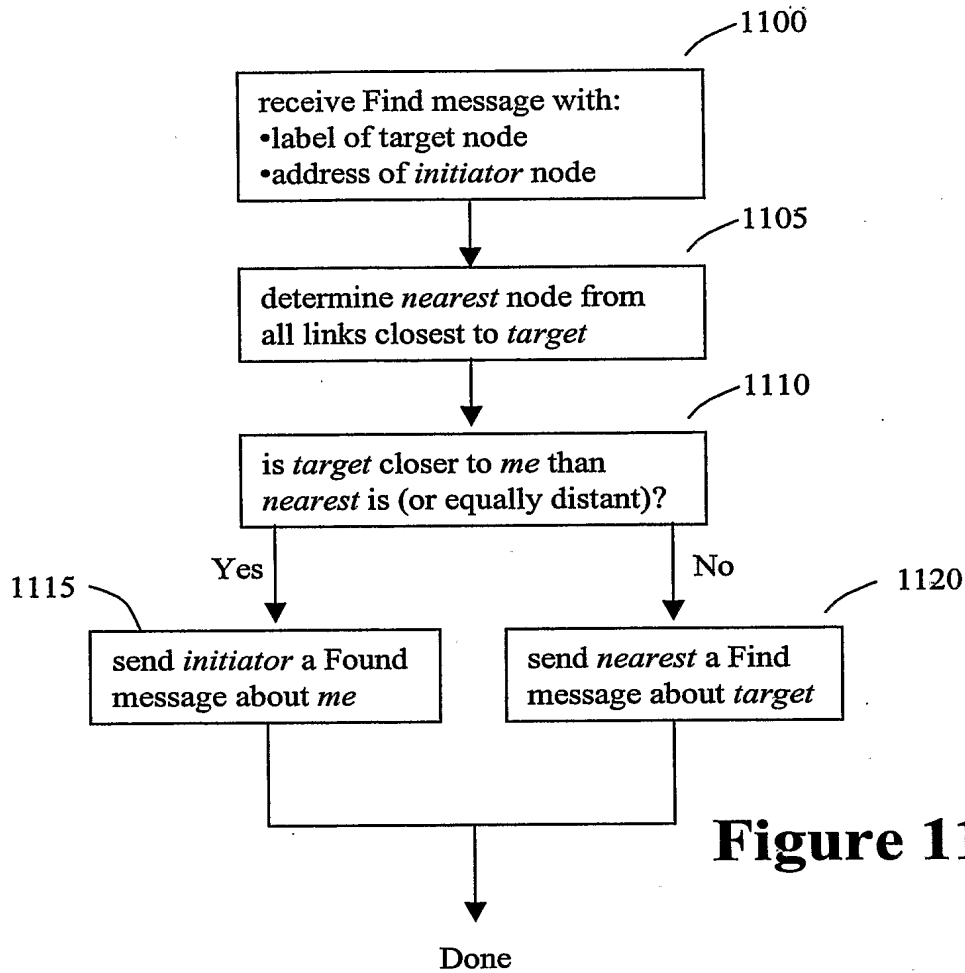 1100
receive Find message with:
•label of target node
•address of initiator node
1105
determine nearest node from
all links closest to target
1110
is target closer to me than
nearest is (or equally distant)?
Yes
No
1115
1120
send initiator a Found
message about me
send nearest a Find
message about target
Figure 11
Done